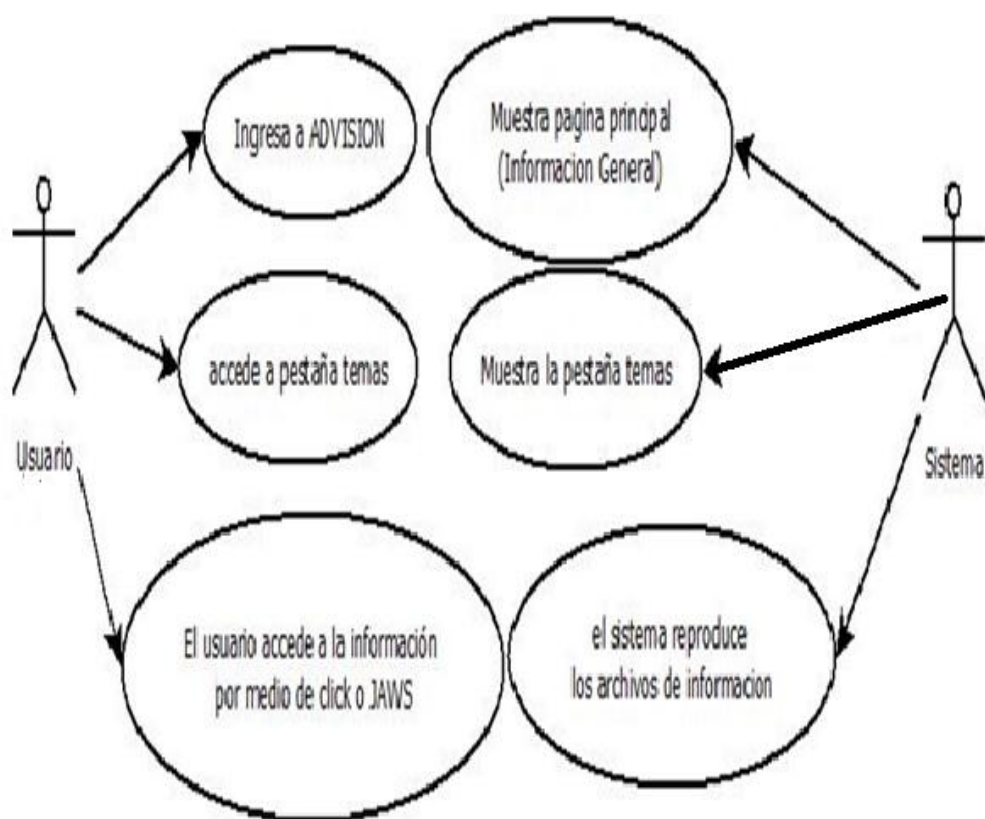 Ingresa a ADVISION
Muestra pagina principal
(Informacion General)
accede a pestaña temas
Muestra la pestaña temas
Usuario
Sistema
El usuario accede a la información
por medio de click o JAWS
el sistema reproduce
los archivos de informacion